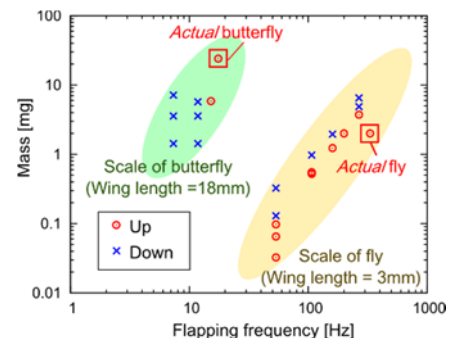 Actual butterfly
100
10
1
0.1
0.01
Mass [mg]
Scale of butterfly
(Wing length =18mm)
Actual fly
Up
Down
Scale of fly
(Wing length = 3mm)
1
10
100
1000
Flapping frequency [Hz]